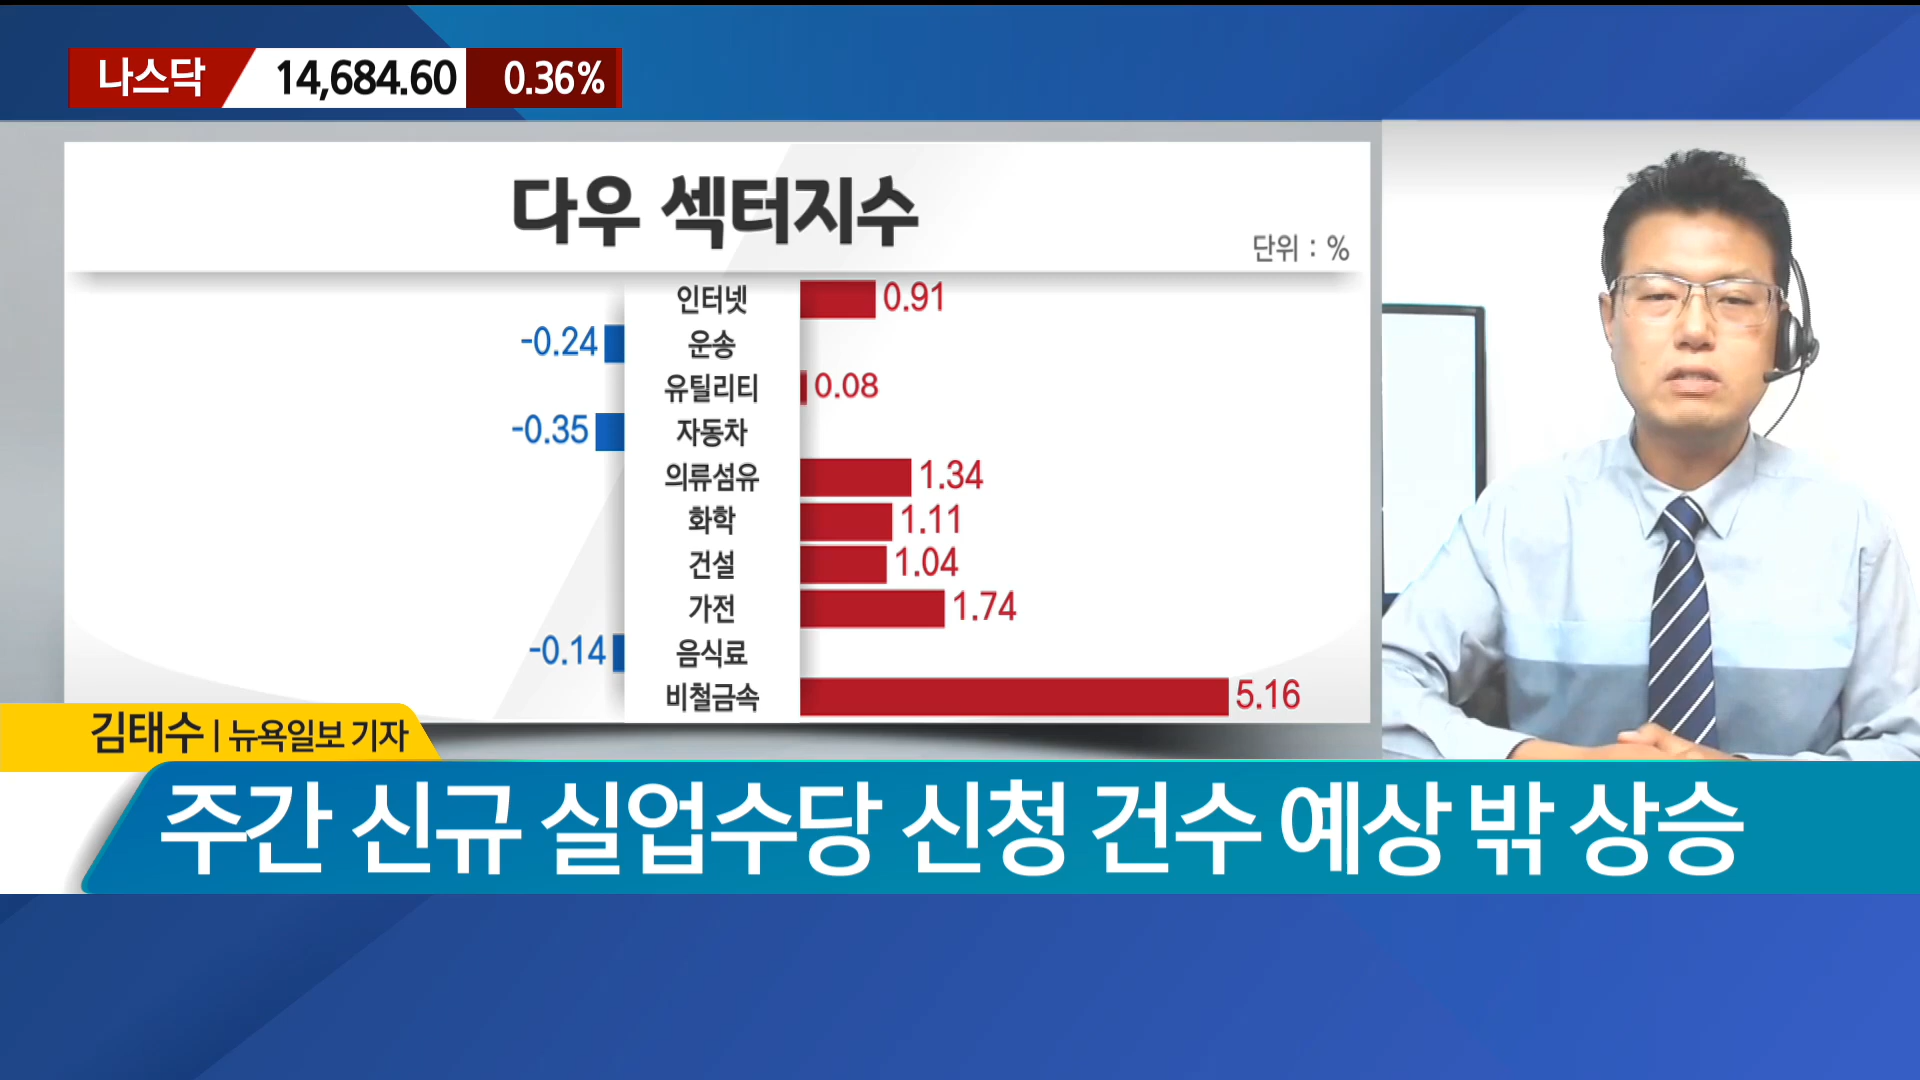 나스닥 14,684.60 0.36%
다우 섹터지수
단위 : %
인터넷 0.91
-0.24 운송
유틸리티 0.08
-0.35 자동차
의류섬유 1.34
화학 1.11
건설 1.04
가전 1.74
-0.14 음식료
비철금속 5.16
김태수 | 뉴욕일보 기자
주간 신규 실업수당 신청 건수 예상 밖 상승